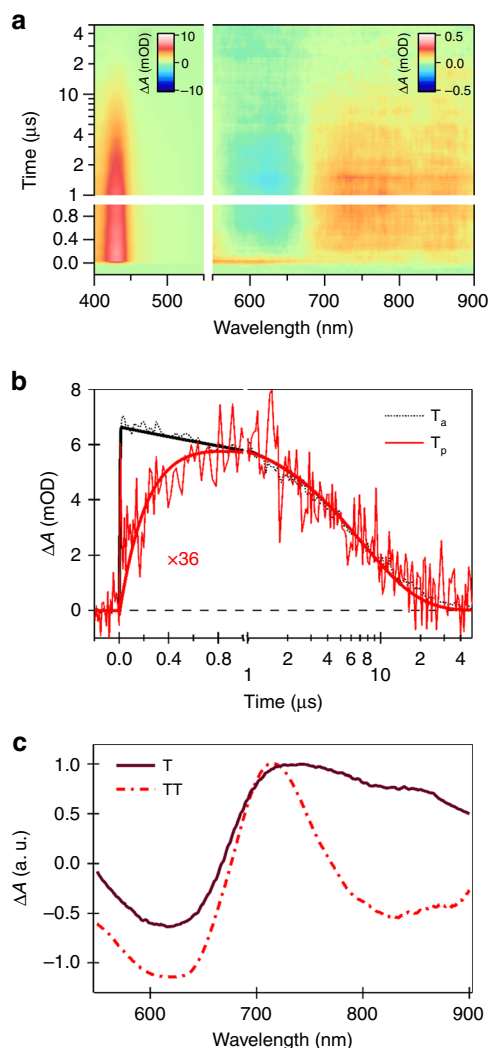 a
ΔA (mOD)
10
0
−10
ΔA (mOD)
0.5
0.0
−0.5
Time (μs)
4
2
10
4
2
1
0.8
0.4
0.0
400 500 600 700 800 900
Wavelength (nm)
b
ΔA (mOD)
8
6
4
2
0
Ta
Tp
×36
0.0 0.4 0.8 2 4 6 8 2 4
1 10
Time (μs)
c
ΔA (a. u.)
1.0
0.5
0.0
−0.5
−1.0
T
TT
600 700 800 900
Wavelength (nm)